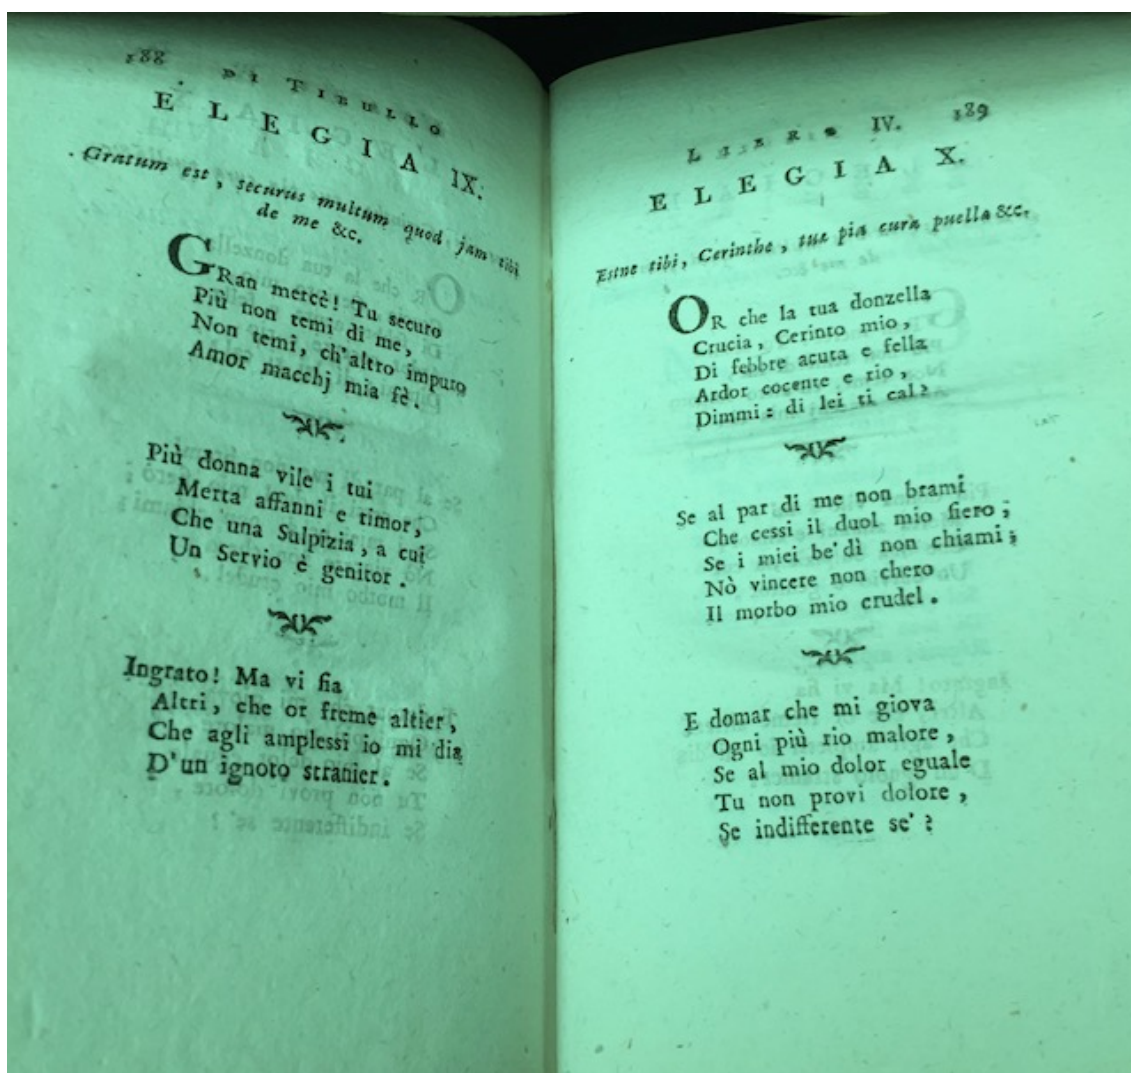 188 DI TIBULLO
ELEGIA IX.
Gratum est, securus multum quod jam tibi
de me &c.
GRan mercè! Tu securo
Più non temi di me,
Non temi, ch'altro impuro
Amor macchj mia fè.
Più donna vile i tui
Merta affanni e timor,
Che una Sulpizia, a cui
Un Servio è genitor.
Ingrato! Ma vi fia
Altri, che or freme altier,
Che agli amplessi io mi dia
D'un ignoto stranier.
LIBRO IV. 189
ELEGIA X.
Estne tibi, Cerinthe, tua pia cura puella &c.
OR che la tua donzella
Crucia, Cerinto mio,
Di febbre acuta e fella
Ardor cocente e rio,
Dimmi: di lei ti cal?
Se al par di me non brami
Che cessi il duol mio fiero;
Se i miei be'dì non chiami;
Nò vincere non chero
Il morbo mio crudel.
E domar che mi giova
Ogni più rio malore,
Se al mio dolor eguale
Tu non provi dolore,
Se indifferente se'?